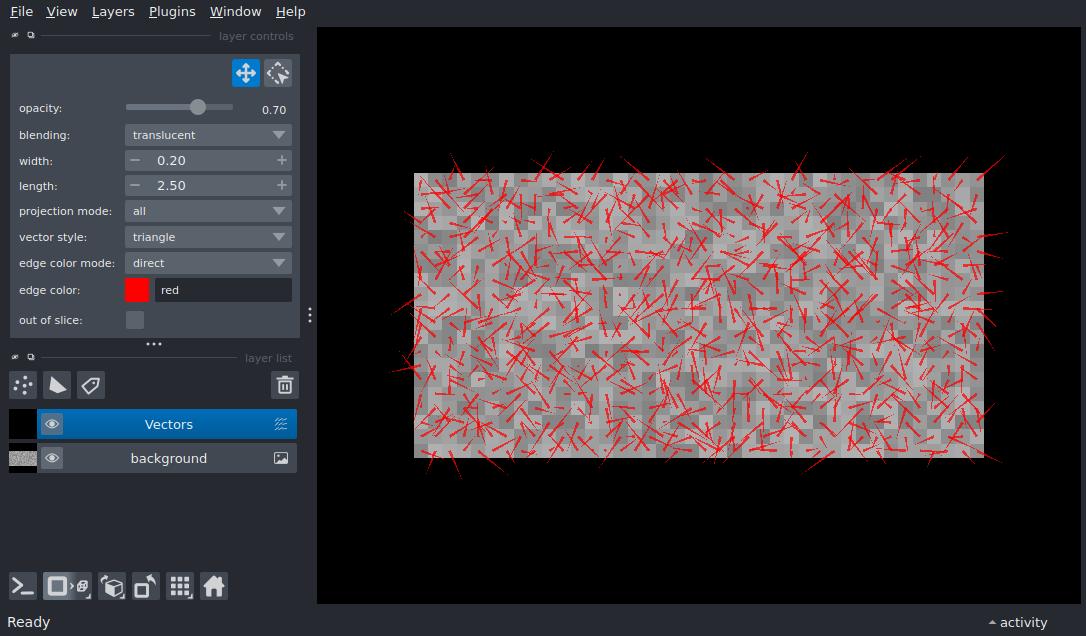 File View Layers Plugins Window Help
layer controls
opacity: 0.70
blending: translucent
width: 0.20
length: 2.50
projection mode: all
vector style: triangle
edge color mode: direct
edge color: red
out of slice:
layer list
Vectors
background
Ready activity